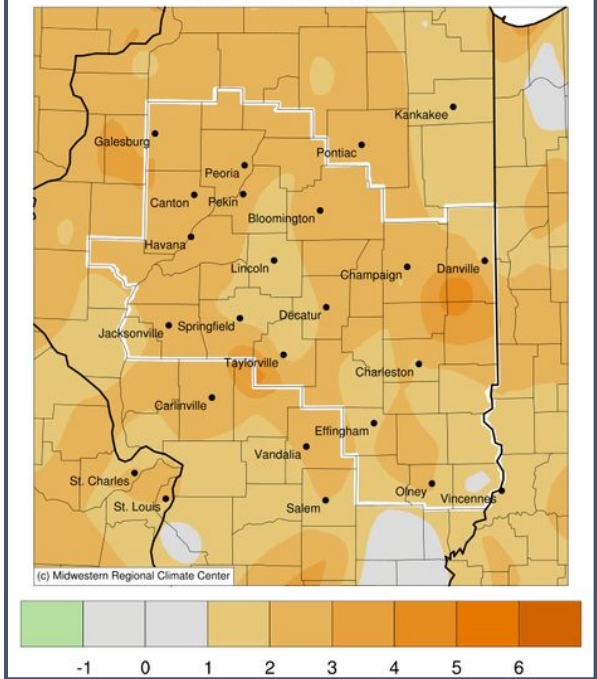 Kankakee
Galesburg
Pontiac
Peoria
Canton
Pekin
Bloomington
Havana
Lincoln
Champaign
Danville
Decatur
Springfield
Jacksonville
Taylorville
Charleston
Carlinville
Effingham
Vandalia
St. Charles
Olney
Vincennes
St. Louis
Salem
(c) Midwestern Regional Climate Center
-1 0 1 2 3 4 5 6